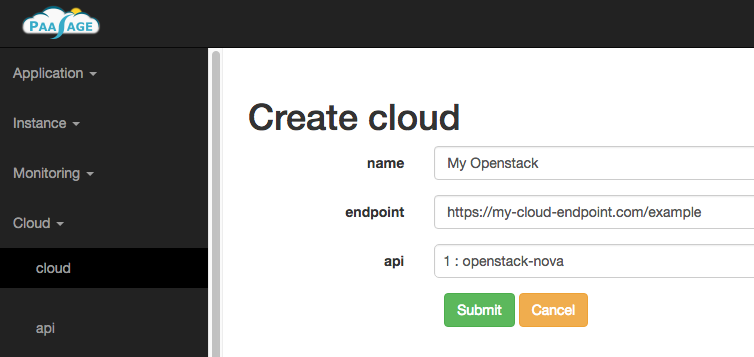 PAASAGE
Application
Instance
Monitoring
Cloud
cloud
api
Create cloud
name My Openstack
endpoint https://my-cloud-endpoint.com/example
api 1 : openstack-nova
Submit Cancel